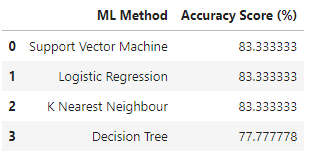 ML Method Accuracy Score (%)
0 Support Vector Machine 83.333333
1 Logistic Regression 83.333333
2 K Nearest Neighbour 83.333333
3 Decision Tree 77.777778